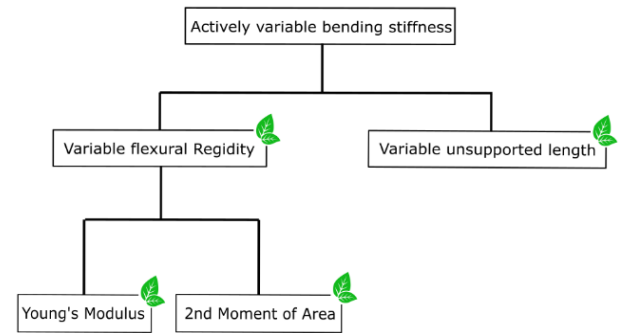 Actively variable bending stiffness
Variable flexural Regidity
Variable unsupported length
Young's Modulus
2nd Moment of Area